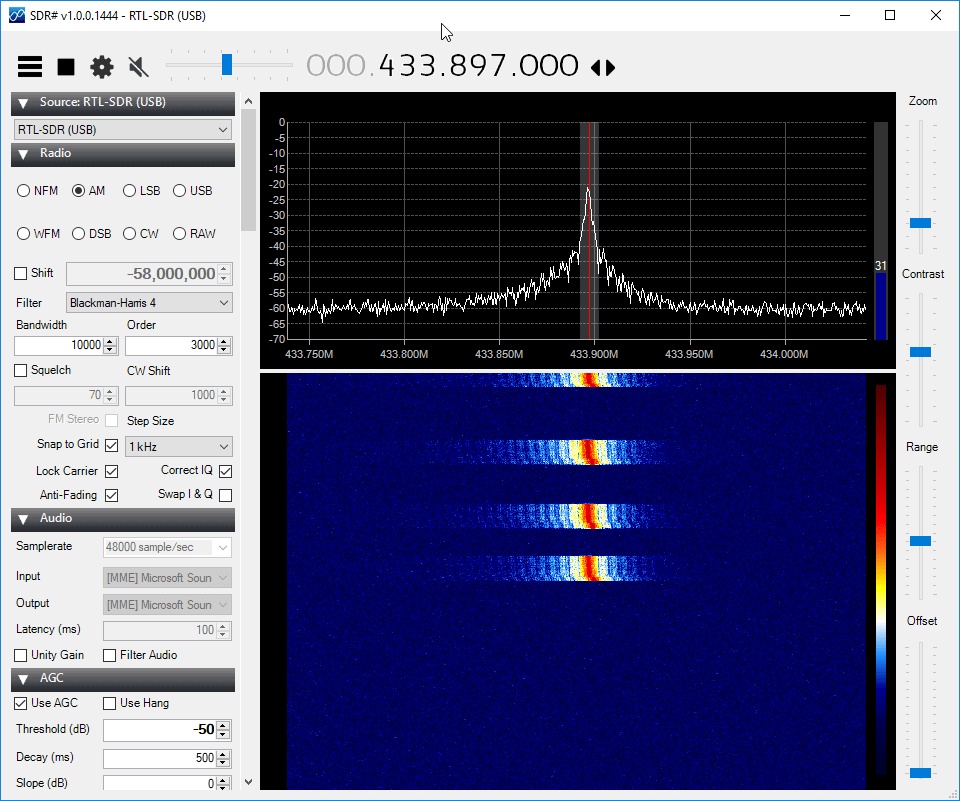 SDR# v1.0.0.1444 - RTL-SDR (USB)
000.433.897.000
Source: RTL-SDR (USB)
RTL-SDR (USB)
Radio
NFM AM LSB USB
WFM DSB CW RAW
Shift -58,000,000
Filter Blackman-Harris 4
Bandwidth Order
10000 3000
Squelch CW Shift
70 1000
FM Stereo Step Size
Snap to Grid 1 kHz
Lock Carrier Correct IQ
Anti-Fading Swap I & Q
Audio
Samplerate 48000 sample/sec
Input [MME] Microsoft Soun
Output [MME] Microsoft Soun
Latency (ms) 100
Unity Gain Filter Audio
AGC
Use AGC Use Hang
Threshold (dB) -50
Decay (ms) 500
Slope (dB) 0
0
-5
-10
-15
-20
-25
-30
-35
-40
-45
-50
-55
-60
-65
-70
433.750M 433.800M 433.850M 433.900M 433.950M 434.000M
31
Zoom
Contrast
Range
Offset